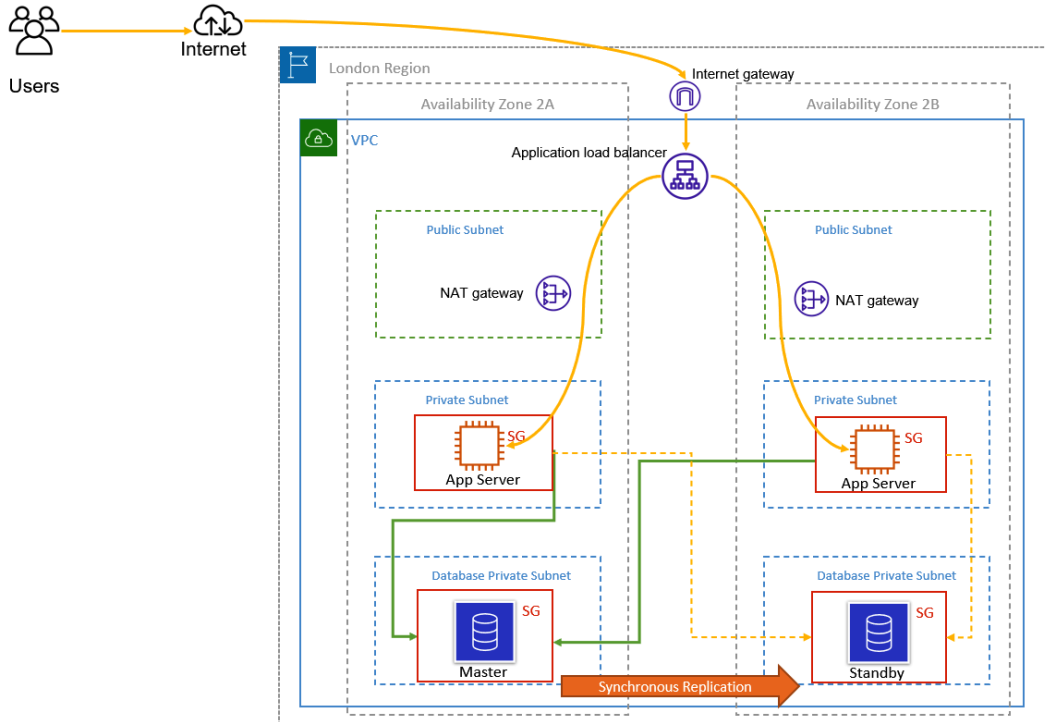 Users
Internet
London Region
Internet gateway
Availability Zone 2A
Availability Zone 2B
VPC
Application load balancer
Public Subnet
Public Subnet
NAT gateway
NAT gateway
Private Subnet
Private Subnet
SG
SG
App Server
App Server
Database Private Subnet
Database Private Subnet
SG
SG
Master
Standby
Synchronous Replication